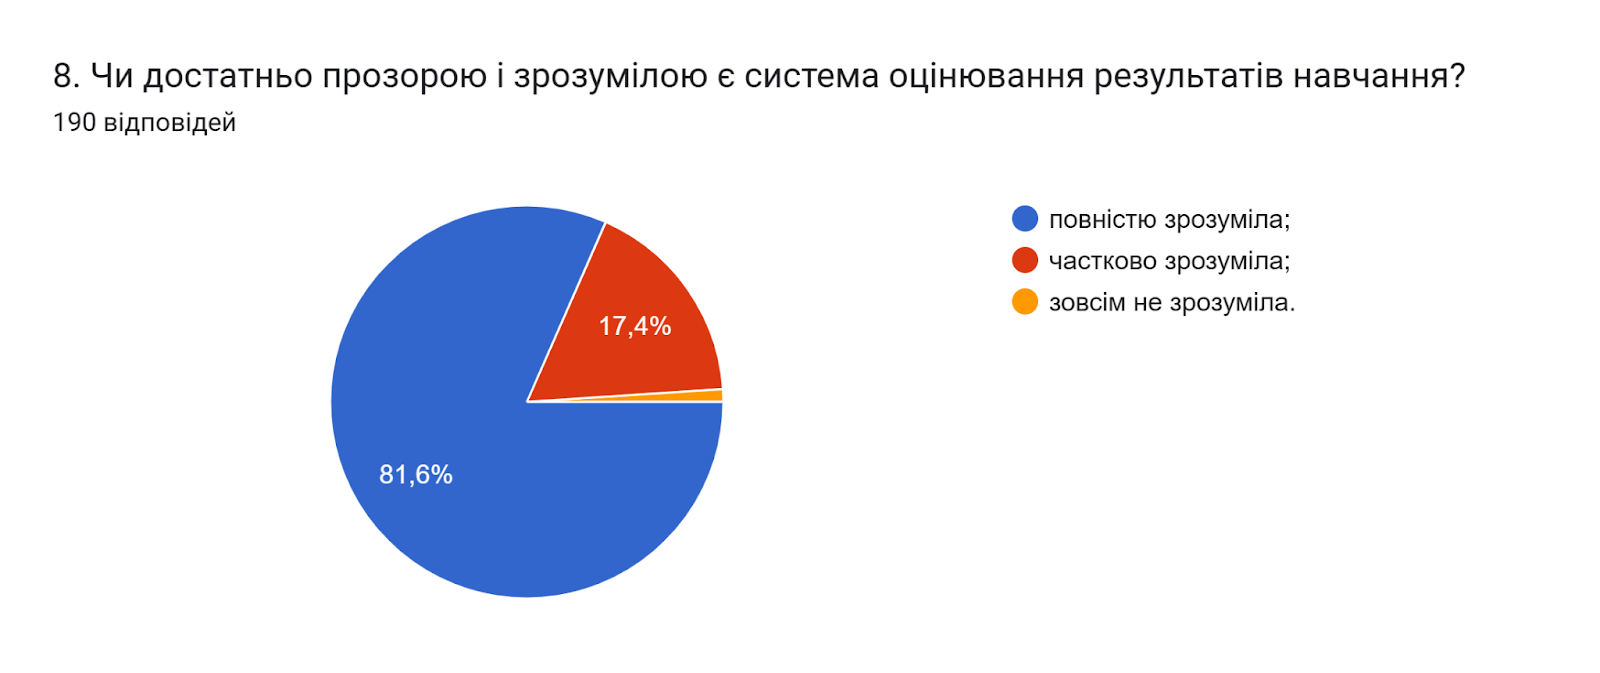 8. Чи достатньо прозорою і зрозумілою є система оцінювання результатів навчання?
190 відповідей
повністю зрозуміла;
частково зрозуміла;
зовсім не зрозуміла.
17,4%
81,6%